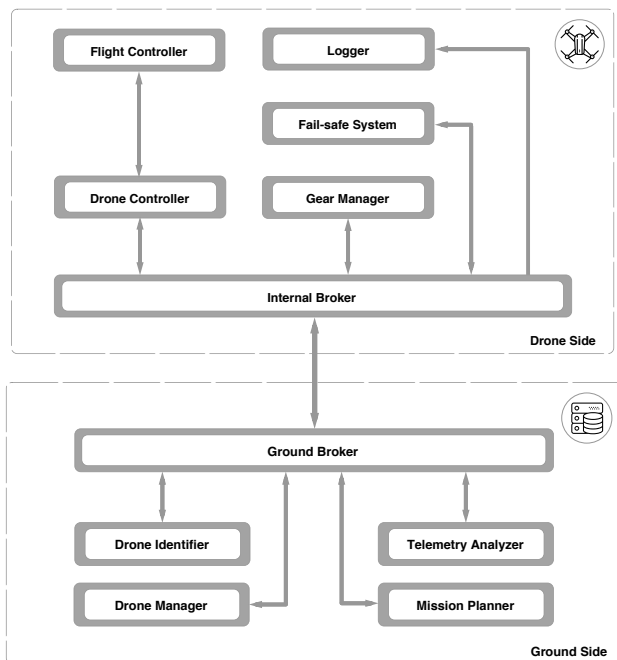 Flight Controller
Logger
Fail-safe System
Drone Controller
Gear Manager
Internal Broker
Drone Side
Ground Broker
Drone Identifier
Telemetry Analyzer
Drone Manager
Mission Planner
Ground Side